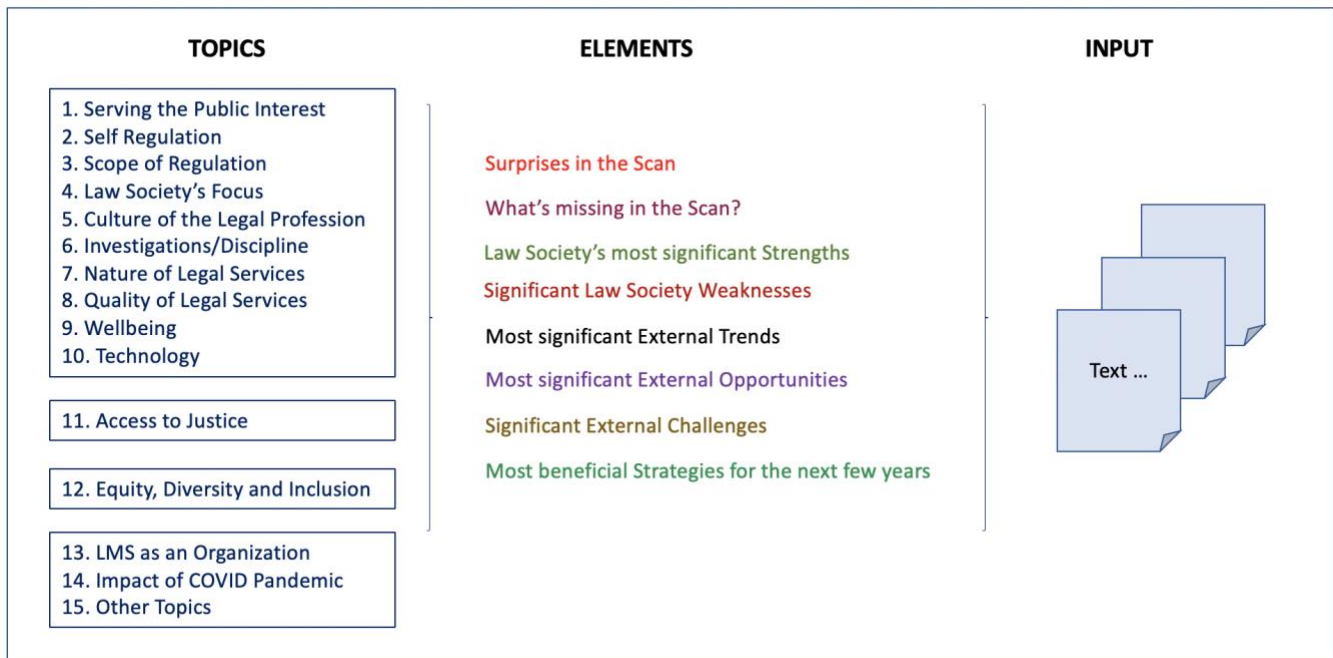 TOPICS
ELEMENTS
INPUT
1. Serving the Public Interest
2. Self Regulation
3. Scope of Regulation
4. Law Society's Focus
5. Culture of the Legal Profession
6. Investigations/Discipline
7. Nature of Legal Services
8. Quality of Legal Services
9. Wellbeing
10. Technology
11. Access to Justice
12. Equity, Diversity and Inclusion
13. LMS as an Organization
14. Impact of COVID Pandemic
15. Other Topics
Surprises in the Scan
What's missing in the Scan?
Law Society's most significant Strengths
Significant Law Society Weaknesses
Most significant External Trends
Most significant External Opportunities
Significant External Challenges
Most beneficial Strategies for the next few years
Text ...